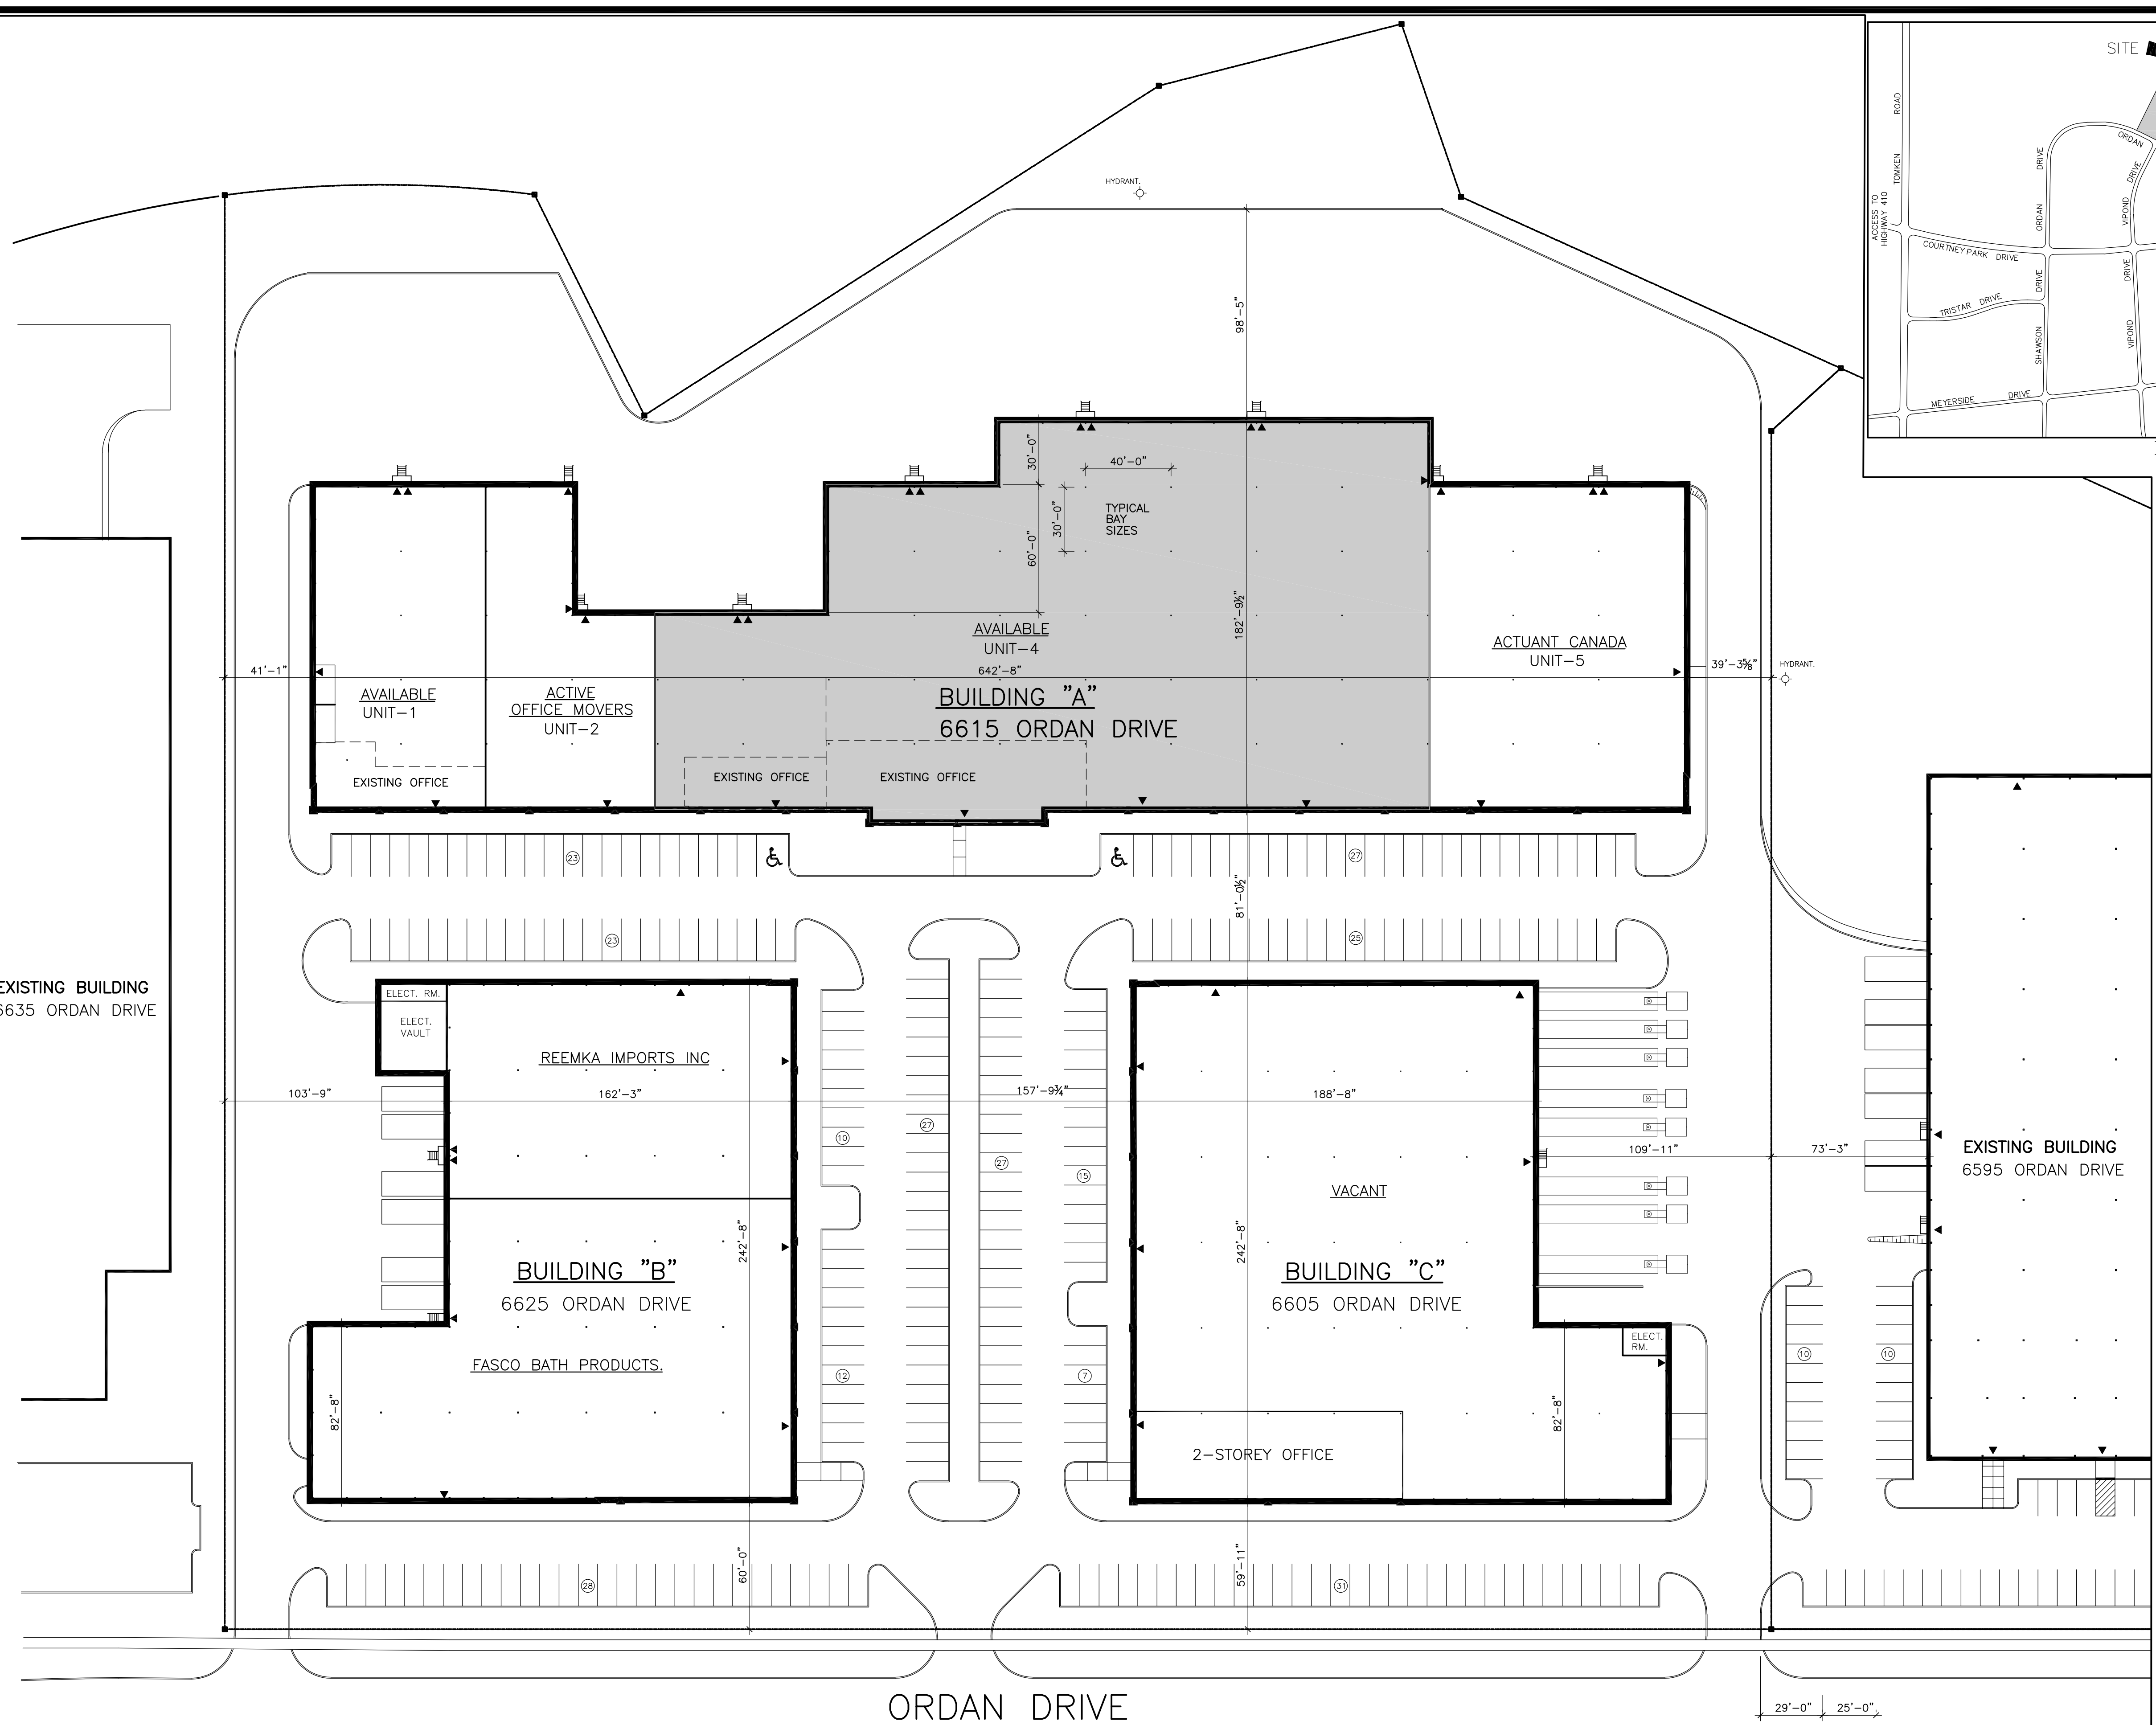 SITE
ROAD
TOMKEN
ACCESS TO
HIGHWAY 410
COURTNEYPARK DRIVE
ORDAN DRIVE
ORDAN
VIPOND DRIVE
TRISTAR DRIVE
SHAWSON DRIVE
VIPOND DRIVE
MEYERSIDE DRIVE
HYDRANT.
98'-5"
30'-0"
40'-0"
30'-0"
60'-0"
TYPICAL
BAY
SIZES
182'-9½"
AVAILABLE
UNIT-4
642'-8"
41'-1"
39'-3⅝"
HYDRANT.
ACTUANT CANADA
UNIT-5
AVAILABLE
UNIT-1
ACTIVE
OFFICE MOVERS
UNIT-2
BUILDING "A"
6615 ORDAN DRIVE
EXISTING OFFICE
EXISTING OFFICE
EXISTING OFFICE
23
27
81'-0½"
23
25
EXISTING BUILDING
6635 ORDAN DRIVE
ELECT. RM.
ELECT.
VAULT
REEMKA IMPORTS INC
103'-9"
162'-3"
157'-9¾"
188'-8"
109'-11"
73'-3"
D
D
D
D
D
D
D
D
10
27
27
15
EXISTING BUILDING
6595 ORDAN DRIVE
VACANT
242'-8"
242'-8"
BUILDING "B"
6625 ORDAN DRIVE
BUILDING "C"
6605 ORDAN DRIVE
FASCO BATH PRODUCTS.
ELECT.
RM.
12
7
10
10
82'-8"
82'-8"
2-STOREY OFFICE
60'-0"
59'-11"
28
31
ORDAN DRIVE
29'-0"
25'-0"